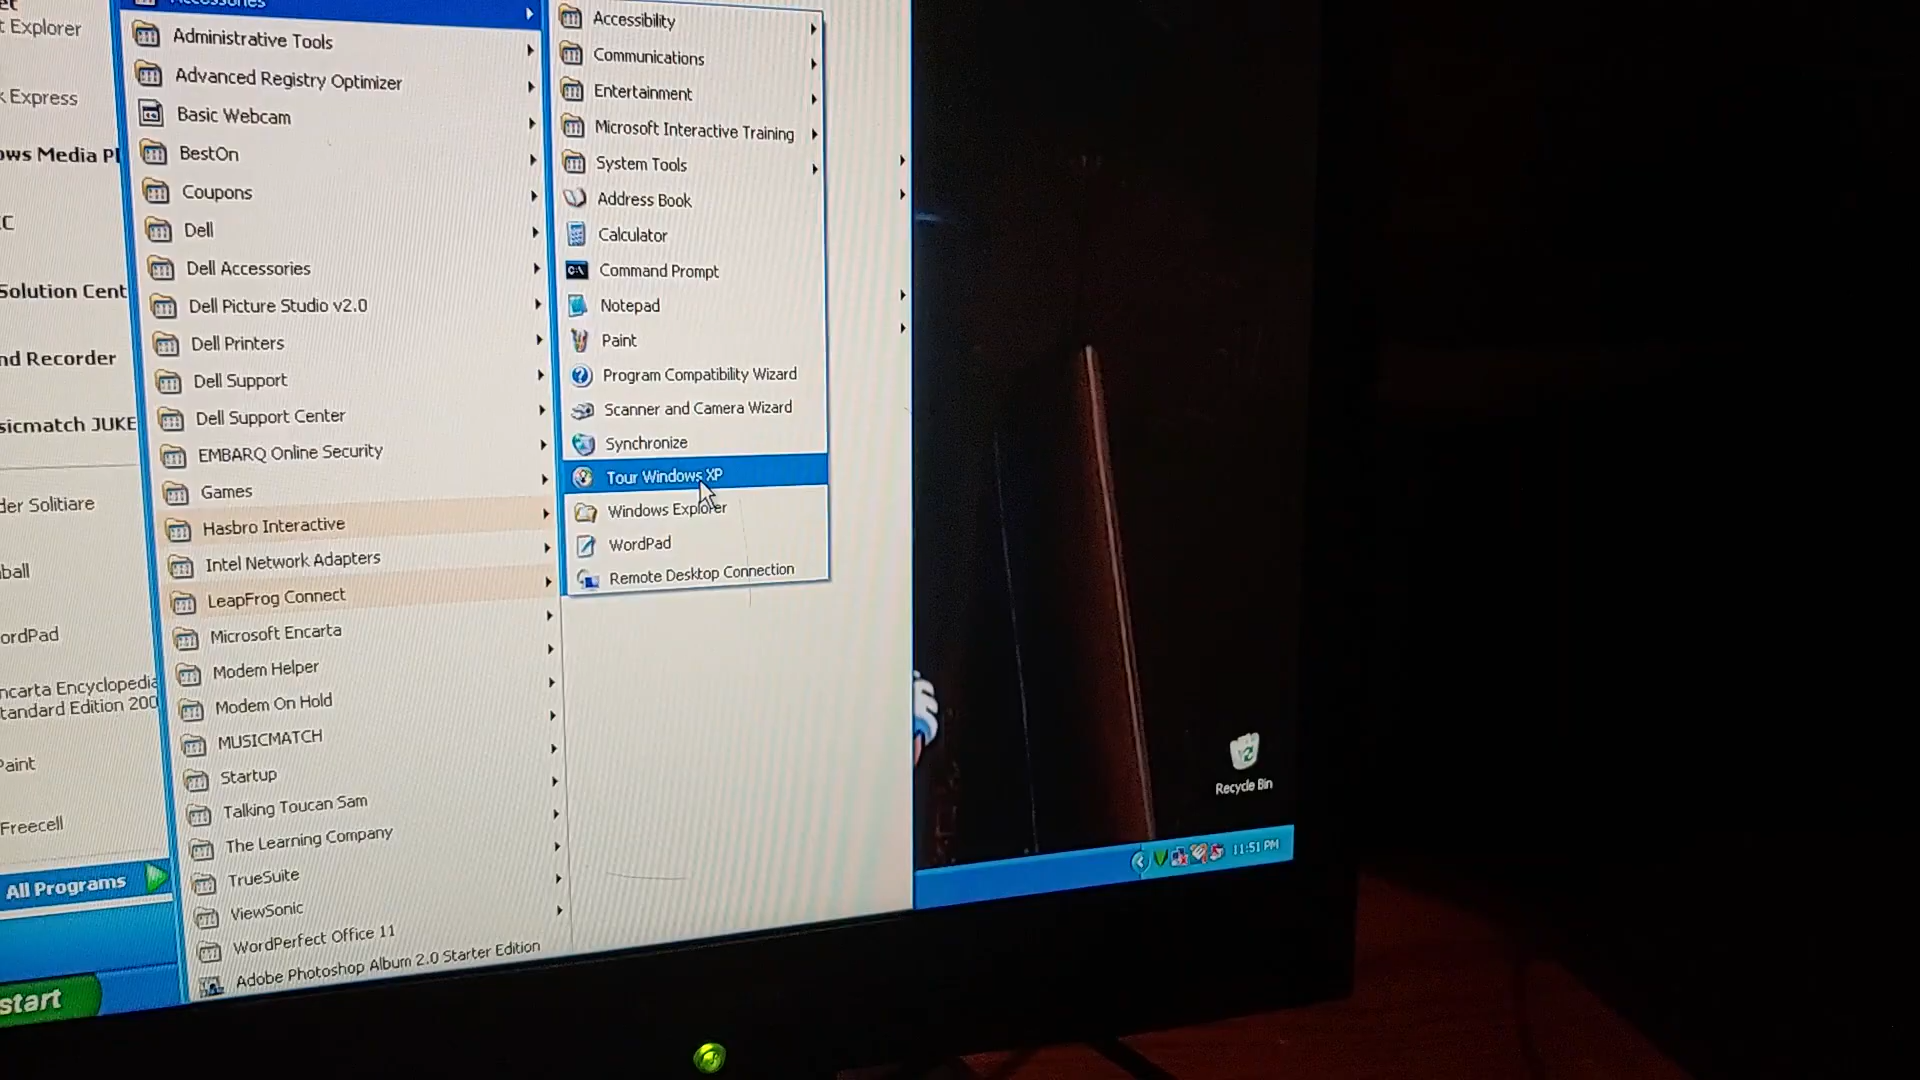 t Explorer
k Express
ows Media Pl
Solution Cent
nd Recorder
sicmatch JUKE
der Solitiare
ball
ordPad
ncarta Encyclopedia
tandard Edition 200
Paint
Freecell
All Programs
start
Accessories
Administrative Tools
Advanced Registry Optimizer
Basic Webcam
BestOn
Coupons
Dell
Dell Accessories
Dell Picture Studio v2.0
Dell Printers
Dell Support
Dell Support Center
EMBARQ Online Security
Games
Hasbro Interactive
Intel Network Adapters
LeapFrog Connect
Microsoft Encarta
Modem Helper
Modem On Hold
MUSICMATCH
Startup
Talking Toucan Sam
The Learning Company
TrueSuite
ViewSonic
WordPerfect Office 11
Adobe Photoshop Album 2.0 Starter Edition
Accessibility
Communications
Entertainment
Microsoft Interactive Training
System Tools
Address Book
Calculator
C:\
Command Prompt
Notepad
Paint
Program Compatibility Wizard
Scanner and Camera Wizard
Synchronize
Tour Windows XP
Windows Explorer
WordPad
Remote Desktop Connection
Recycle Bin
11:51 PM